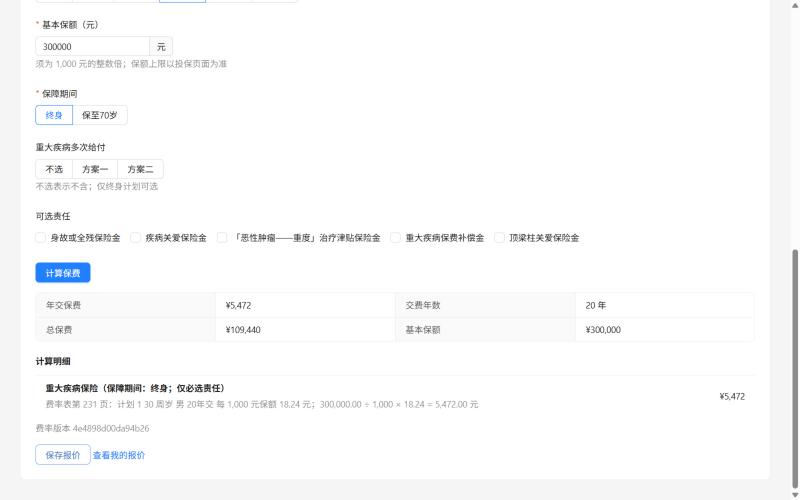 * 基本保额（元）
300000 元
须为 1,000 元的整数倍；保额上限以投保页面为准
* 保障期间
终身 保至70岁
重大疾病多次给付
不选 方案一 方案二
不选表示不含；仅终身计划可选
可选责任
身故或全残保险金 疾病关爱保险金 「恶性肿瘤——重度」治疗津贴保险金 重大疾病保费补偿金 顶梁柱关爱保险金
计算保费
年交保费 ¥5,472 交费年数 20 年
总保费 ¥109,440 基本保额 ¥300,000
计算明细
重大疾病保险（保障期间：终身；仅必选责任）
¥5,472
费率表第 231 页：计划 1 30 周岁 男 20年交 每 1,000 元保额 18.24 元；300,000.00 ÷ 1,000 × 18.24 = 5,472.00 元
费率版本 4e4898d00da94b26
保存报价 查看我的报价